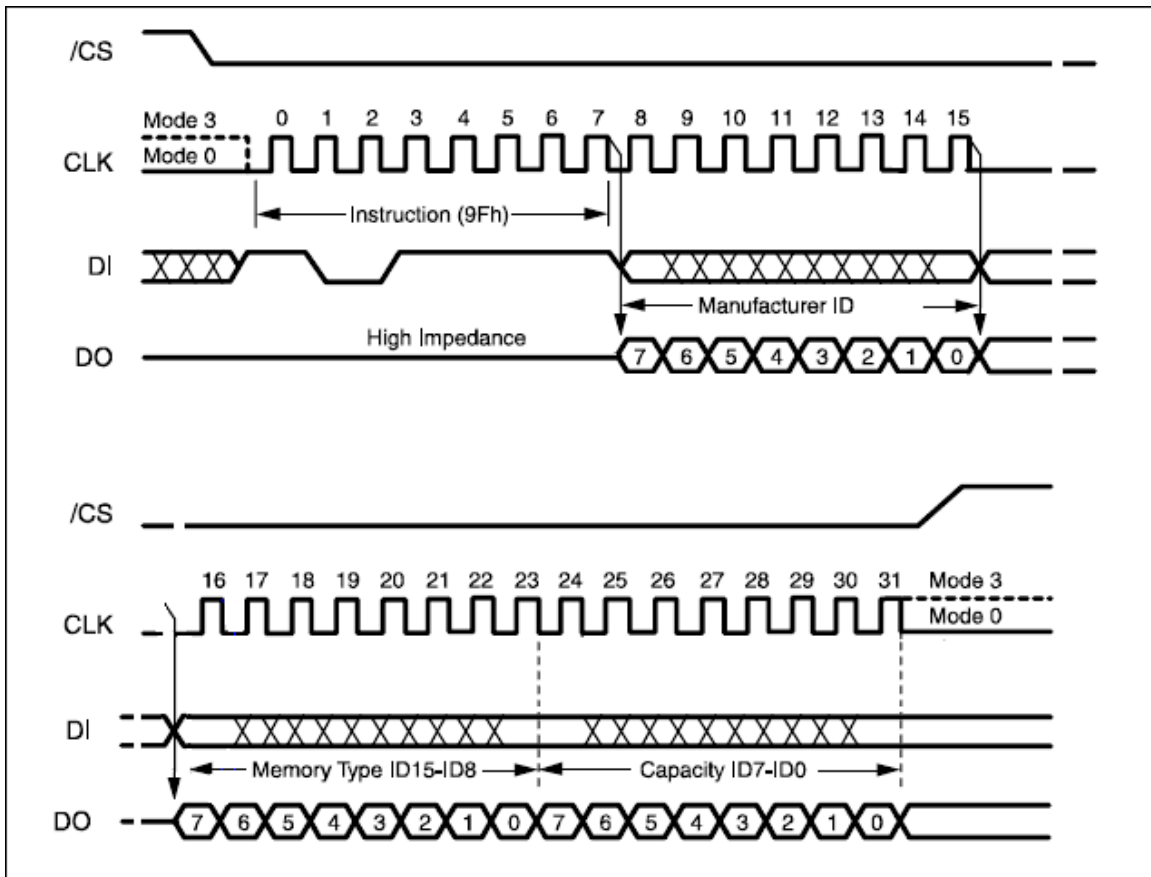 /CS
Mode 3 0 1 2 3 4 5 6 7 8 9 10 11 12 13 14 15
CLK Mode 0
Instruction (9Fh)
DI
Manufacturer ID
High Impedance
DO 7 6 5 4 3 2 1 0
/CS
16 17 18 19 20 21 22 23 24 25 26 27 28 29 30 31 Mode 3
CLK Mode 0
DI
Memory Type ID15-ID8 Capacity ID7-ID0
DO 7 6 5 4 3 2 1 0 7 6 5 4 3 2 1 0